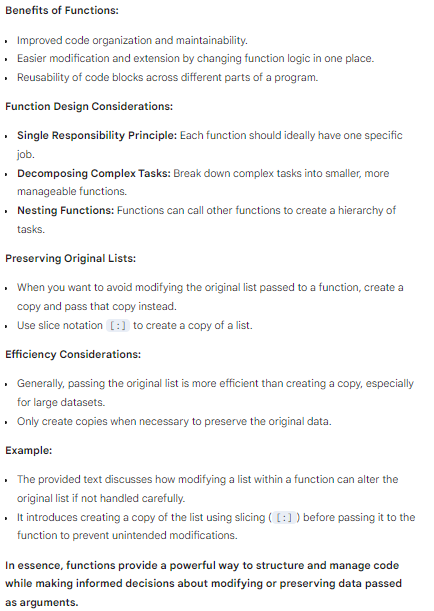 Benefits of Functions:
• Improved code organization and maintainability.
• Easier modification and extension by changing function logic in one place.
• Reusability of code blocks across different parts of a program.
Function Design Considerations:
• Single Responsibility Principle: Each function should ideally have one specific
job.
• Decomposing Complex Tasks: Break down complex tasks into smaller, more
manageable functions.
• Nesting Functions: Functions can call other functions to create a hierarchy of
tasks.
Preserving Original Lists:
• When you want to avoid modifying the original list passed to a function, create a
copy and pass that copy instead.
• Use slice notation [:] to create a copy of a list.
Efficiency Considerations:
• Generally, passing the original list is more efficient than creating a copy, especially
for large datasets.
• Only create copies when necessary to preserve the original data.
Example:
• The provided text discusses how modifying a list within a function can alter the
original list if not handled carefully.
• It introduces creating a copy of the list using slicing ( [:] ) before passing it to the
function to prevent unintended modifications.
In essence, functions provide a powerful way to structure and manage code
while making informed decisions about modifying or preserving data passed
as arguments.